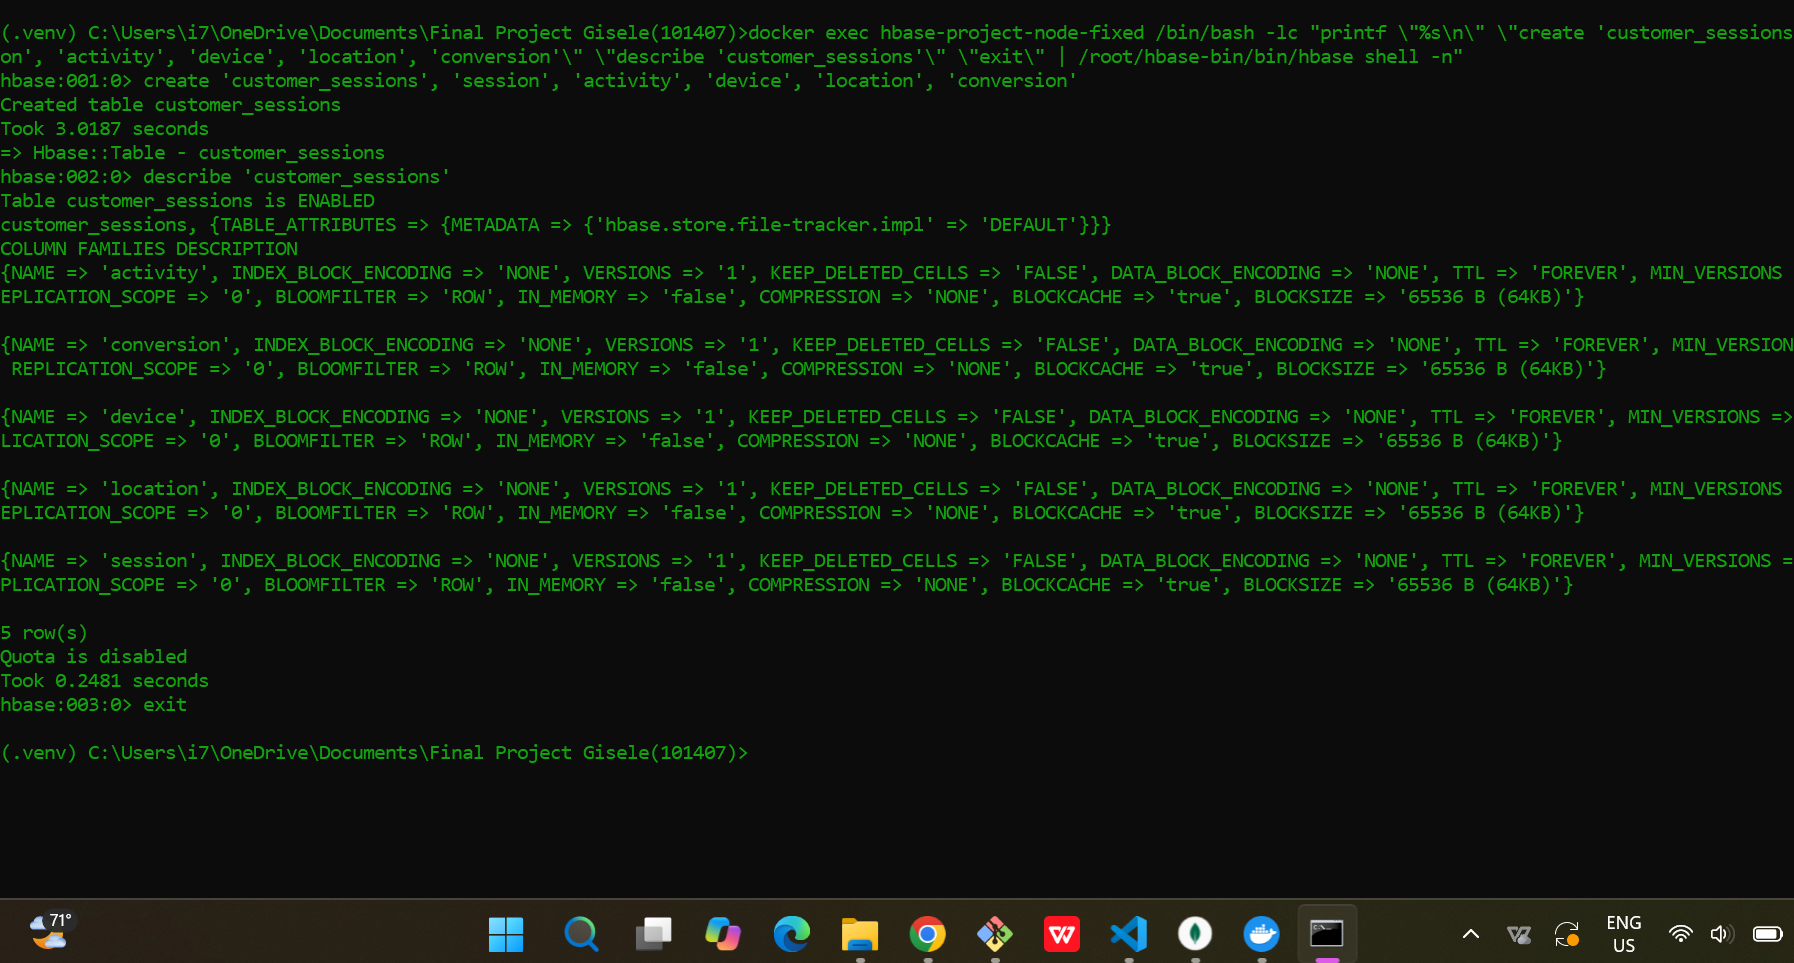 (.venv) C:\Users\i7\OneDrive\Documents\Final Project Gisele(101407)>docker exec hbase-project-node-fixed /bin/bash -lc "printf \"%s\n\" \"create 'customer_sessions
on', 'activity', 'device', 'location', 'conversion'\" \"describe 'customer_sessions'\" \"exit\" | /root/hbase-bin/bin/hbase shell -n"
hbase:001:0> create 'customer_sessions', 'session', 'activity', 'device', 'location', 'conversion'
Created table customer_sessions
Took 3.0187 seconds
=> Hbase::Table - customer_sessions
hbase:002:0> describe 'customer_sessions'
Table customer_sessions is ENABLED
customer_sessions, {TABLE_ATTRIBUTES => {METADATA => {'hbase.store.file-tracker.impl' => 'DEFAULT'}}}
COLUMN FAMILIES DESCRIPTION
{NAME => 'activity', INDEX_BLOCK_ENCODING => 'NONE', VERSIONS => '1', KEEP_DELETED_CELLS => 'FALSE', DATA_BLOCK_ENCODING => 'NONE', TTL => 'FOREVER', MIN_VERSIONS
EPLICATION_SCOPE => '0', BLOOMFILTER => 'ROW', IN_MEMORY => 'false', COMPRESSION => 'NONE', BLOCKCACHE => 'true', BLOCKSIZE => '65536 B (64KB)'}
{NAME => 'conversion', INDEX_BLOCK_ENCODING => 'NONE', VERSIONS => '1', KEEP_DELETED_CELLS => 'FALSE', DATA_BLOCK_ENCODING => 'NONE', TTL => 'FOREVER', MIN_VERSION
REPLICATION_SCOPE => '0', BLOOMFILTER => 'ROW', IN_MEMORY => 'false', COMPRESSION => 'NONE', BLOCKCACHE => 'true', BLOCKSIZE => '65536 B (64KB)'}
{NAME => 'device', INDEX_BLOCK_ENCODING => 'NONE', VERSIONS => '1', KEEP_DELETED_CELLS => 'FALSE', DATA_BLOCK_ENCODING => 'NONE', TTL => 'FOREVER', MIN_VERSIONS =>
LICATION_SCOPE => '0', BLOOMFILTER => 'ROW', IN_MEMORY => 'false', COMPRESSION => 'NONE', BLOCKCACHE => 'true', BLOCKSIZE => '65536 B (64KB)'}
{NAME => 'location', INDEX_BLOCK_ENCODING => 'NONE', VERSIONS => '1', KEEP_DELETED_CELLS => 'FALSE', DATA_BLOCK_ENCODING => 'NONE', TTL => 'FOREVER', MIN_VERSIONS
EPLICATION_SCOPE => '0', BLOOMFILTER => 'ROW', IN_MEMORY => 'false', COMPRESSION => 'NONE', BLOCKCACHE => 'true', BLOCKSIZE => '65536 B (64KB)'}
{NAME => 'session', INDEX_BLOCK_ENCODING => 'NONE', VERSIONS => '1', KEEP_DELETED_CELLS => 'FALSE', DATA_BLOCK_ENCODING => 'NONE', TTL => 'FOREVER', MIN_VERSIONS =
PLICATION_SCOPE => '0', BLOOMFILTER => 'ROW', IN_MEMORY => 'false', COMPRESSION => 'NONE', BLOCKCACHE => 'true', BLOCKSIZE => '65536 B (64KB)'}
5 row(s)
Quota is disabled
Took 0.2481 seconds
hbase:003:0> exit
(.venv) C:\Users\i7\OneDrive\Documents\Final Project Gisele(101407)>
71°
ENG
US